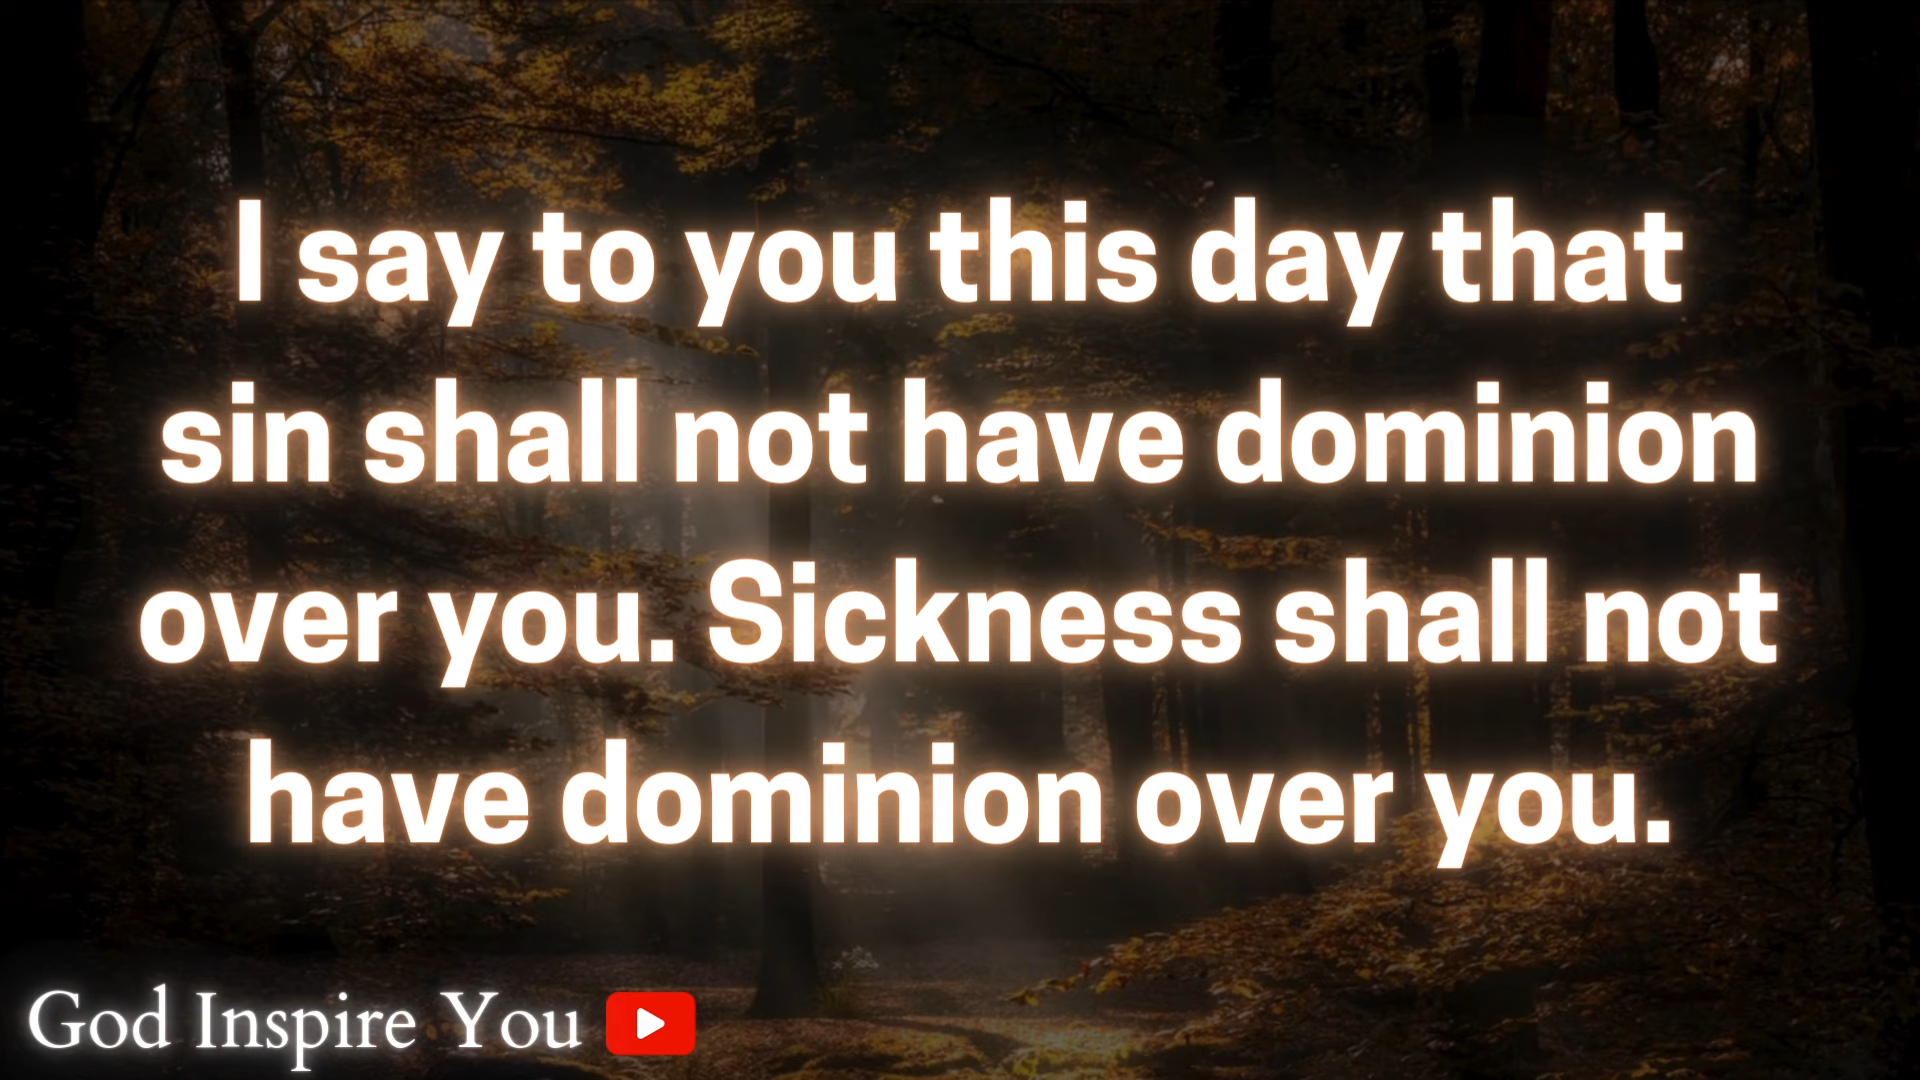 I say to you this day that
sin shall not have dominion
over you. Sickness shall not
have dominion over you.
God Inspire You